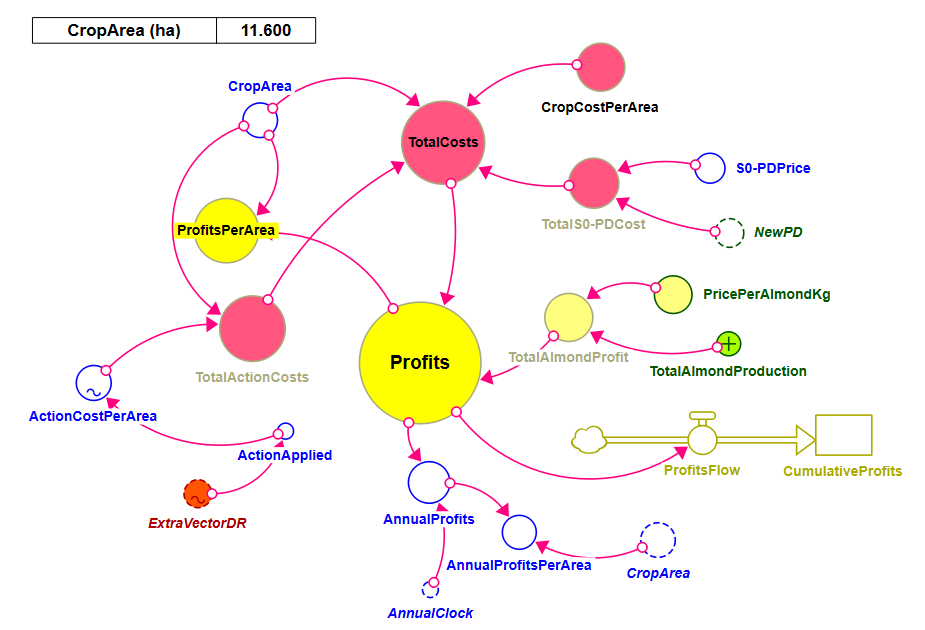 CropArea (ha) 11.600
CropArea
CropCostPerArea
TotalCosts
S0-PDPrice
TotalS0-PDCost
ProfitsPerArea
NewPD
PricePerAlmondKg
TotalAlmondProfit
Profits
TotalActionCosts
TotalAlmondProduction
ActionCostPerArea
ActionApplied
ProfitsFlow
CumulativeProfits
ExtraVectorDR
AnnualProfits
AnnualProfitsPerArea
CropArea
AnnualClock